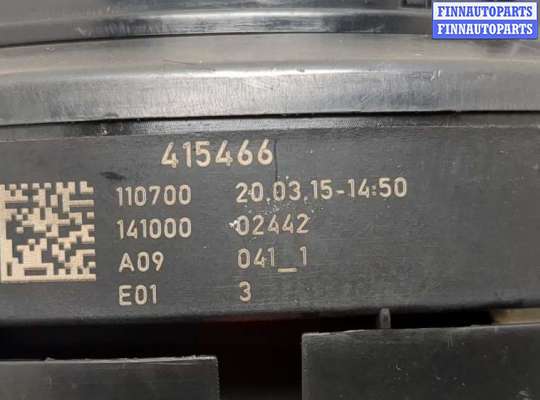 FINNAUTOPARTS
FINNAUTOPARTS
415466
110700 20.03.15-14:50
141000 02442
A09 041_1
E01 3